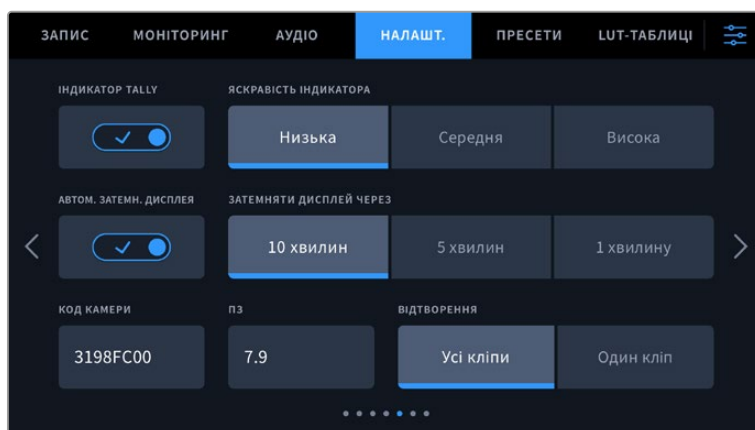 ЗАПИС МОНІТОРИНГ АУДІО НАЛАШТ. ПРЕСЕТИ LUT-ТАБЛИЦІ
ІНДИКАТОР TALLY ЯСКРАВІСТЬ ІНДИКАТОРА
Низька Середня Висока
АВТОМ. ЗАТЕМН. ДИСПЛЕЯ ЗАТЕМНЯТИ ДИСПЛЕЙ ЧЕРЕЗ
10 хвилин 5 хвилин 1 хвилину
КОД КАМЕРИ ПЗ ВІДТВОРЕННЯ
3198FC00 7.9 Усі кліпи Один кліп